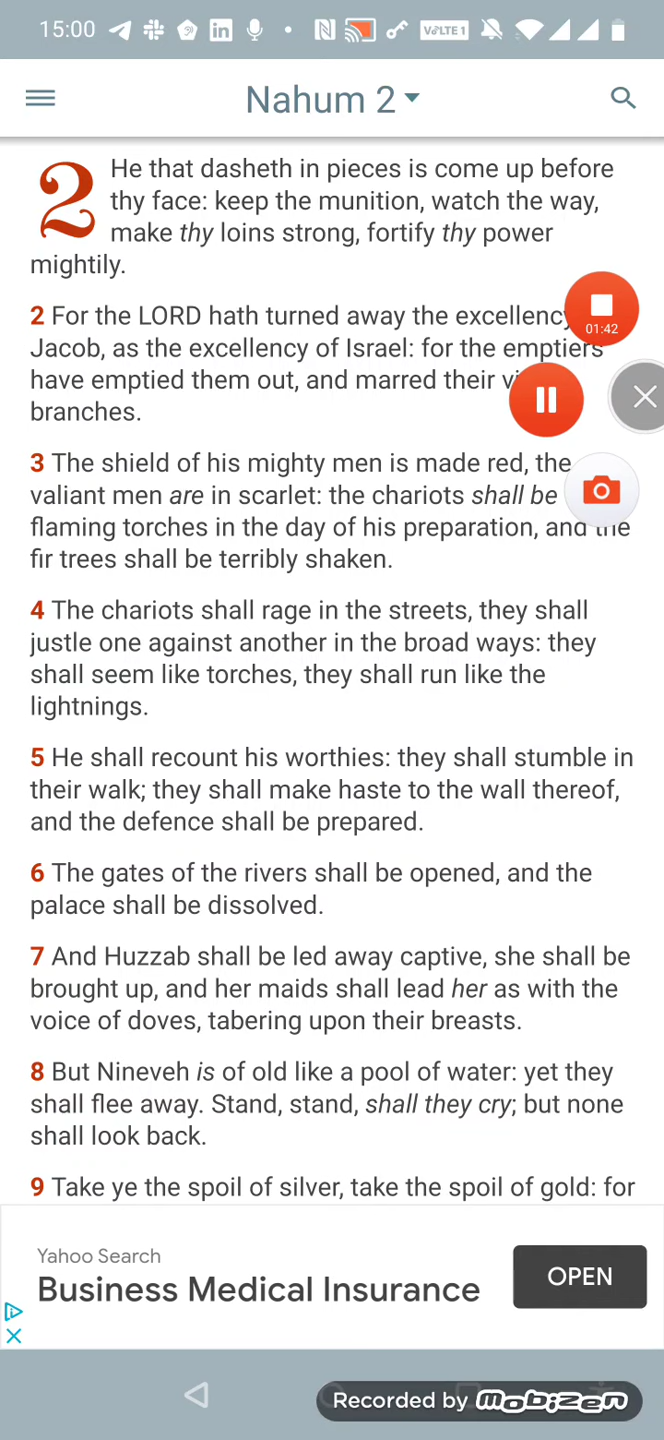 15:00
VoLTE 1
Nahum 2
2 He that dasheth in pieces is come up before
thy face: keep the munition, watch the way,
make thy loins strong, fortify thy power
mightily.
2 For the LORD hath turned away the excellency
Jacob, as the excellency of Israel: for the emptiers
01:42
have emptied them out, and marred their
branches.
3 The shield of his mighty men is made red, the
valiant men are in scarlet: the chariots shall be
flaming torches in the day of his preparation, and the
fir trees shall be terribly shaken.
4 The chariots shall rage in the streets, they shall
justle one against another in the broad ways: they
shall seem like torches, they shall run like the
lightnings.
5 He shall recount his worthies: they shall stumble in
their walk; they shall make haste to the wall thereof,
and the defence shall be prepared.
6 The gates of the rivers shall be opened, and the
palace shall be dissolved.
7 And Huzzab shall be led away captive, she shall be
brought up, and her maids shall lead her as with the
voice of doves, tabering upon their breasts.
8 But Nineveh is of old like a pool of water: yet they
shall flee away. Stand, stand, shall they cry; but none
shall look back.
9 Take ye the spoil of silver, take the spoil of gold: for
Yahoo Search
Business Medical Insurance
OPEN
Recorded by mobizen